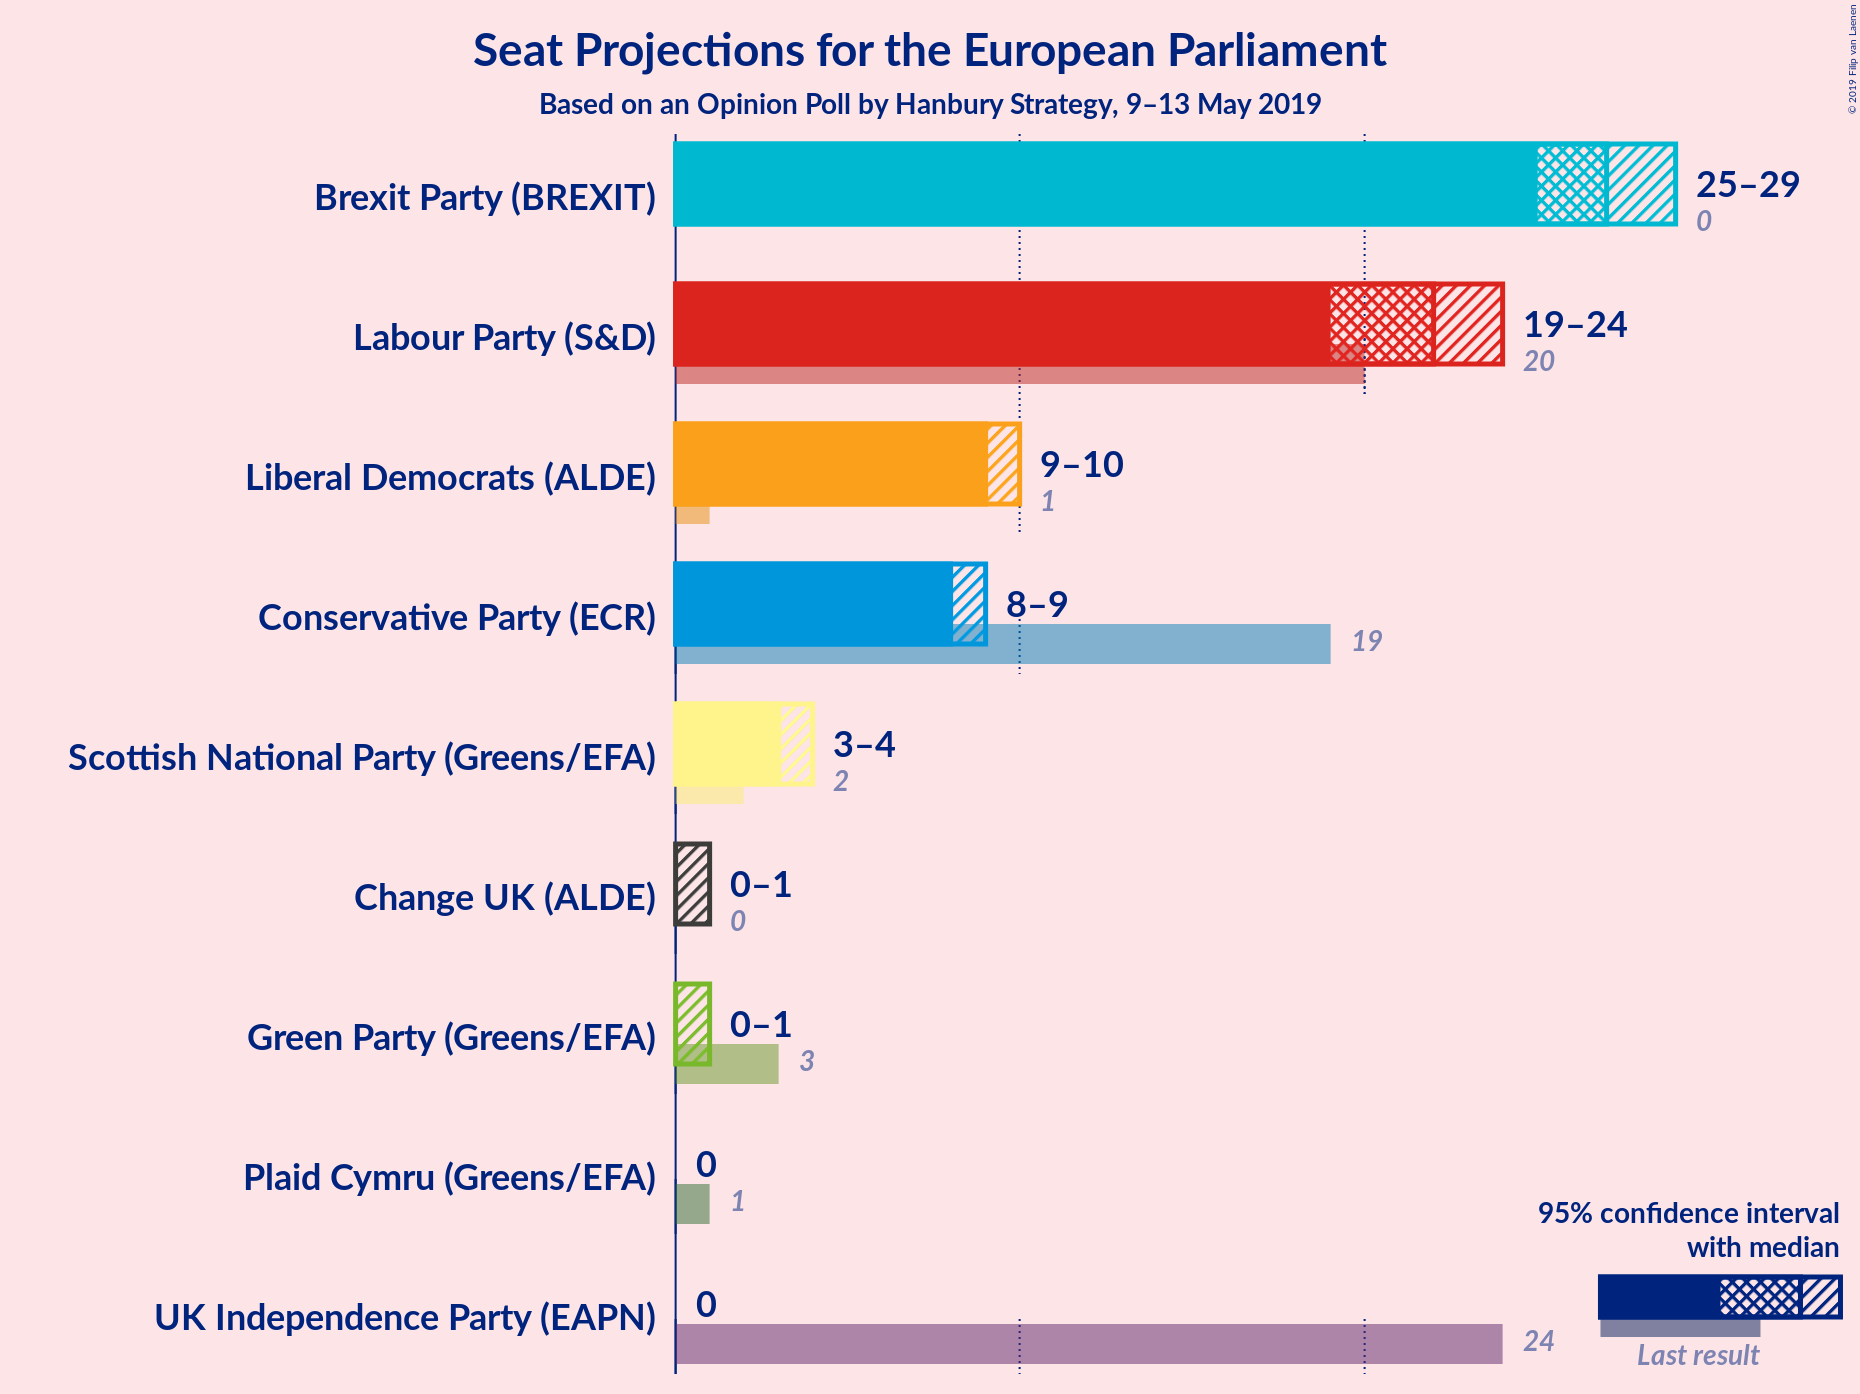 Seat Projections for the European Parliament
Based on an Opinion Poll by Hanbury Strategy, 9–13 May 2019
© 2019 Filip van Laenen
Brexit Party (BREXIT)
25–29
0
Labour Party (S&D)
19–24
20
Liberal Democrats (ALDE)
9–10
1
Conservative Party (ECR)
8–9
19
Scottish National Party (Greens/EFA)
3–4
2
Change UK (ALDE)
0–1
0
Green Party (Greens/EFA)
0–1
3
Plaid Cymru (Greens/EFA)
0
1
UK Independence Party (EAPN)
0
24
95% confidence interval
with median
Last result